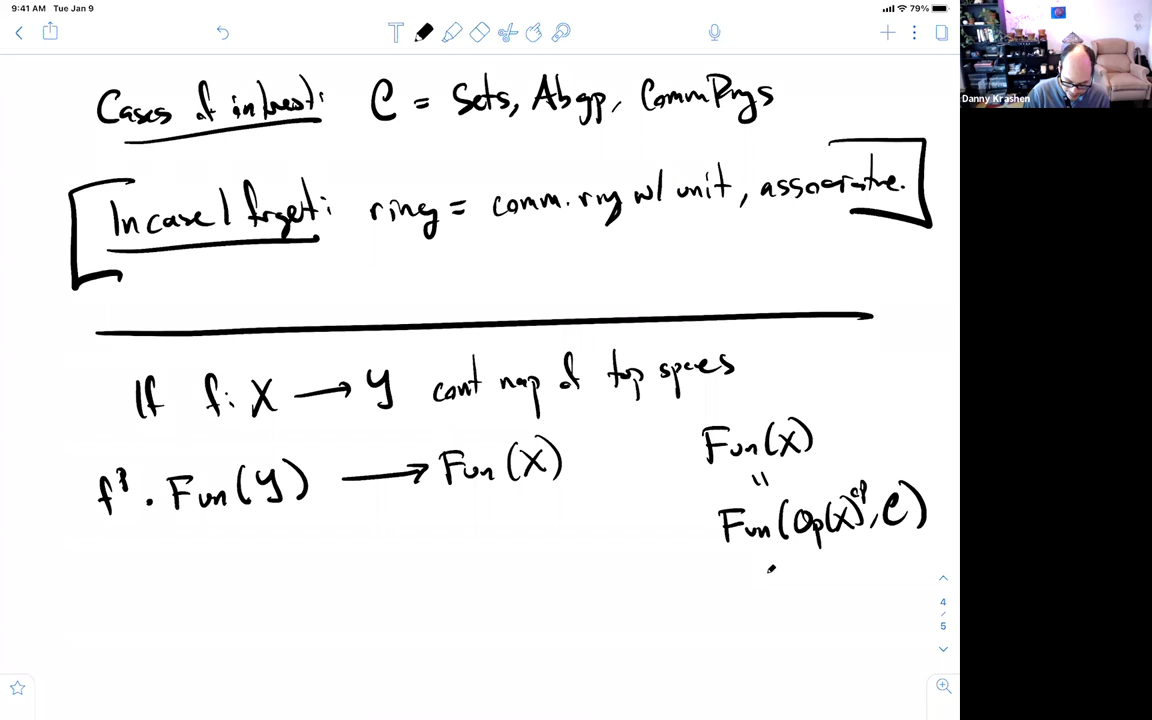 9:41 AM Tue Jan 9
79%
Cases of interest: C = Sets, Abgp, CommRngs
In case I forget: ring = comm. ring w/ unit, associative.
If f: X → Y cont map of top spaces
Fun(X)
f^p. Fun(Y) → Fun(X)
"
Fun(Op(X)^op, C)
4
/
5
Danny Krashen